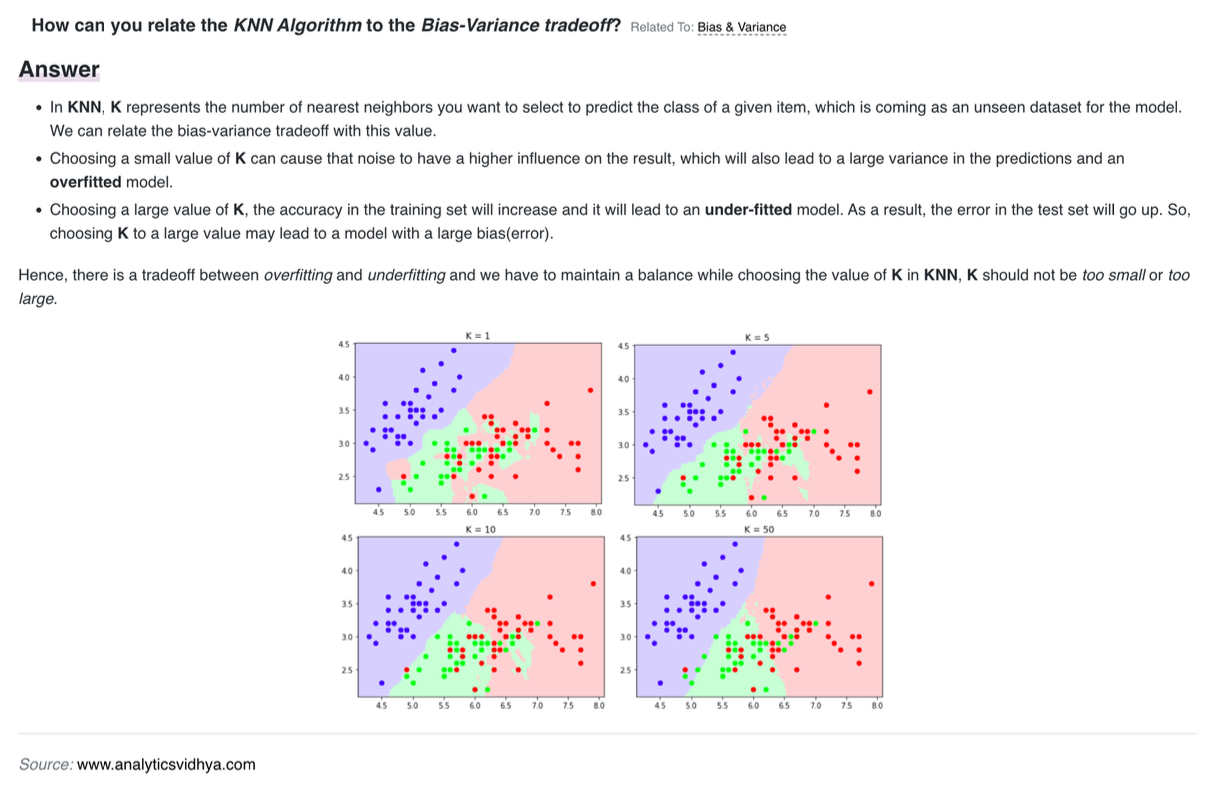 How can you relate the KNN Algorithm to the Bias-Variance tradeoff? Related To: Bias & Variance
Answer
• In KNN, K represents the number of nearest neighbors you want to select to predict the class of a given item, which is coming as an unseen dataset for the model.
We can relate the bias-variance tradeoff with this value.
• Choosing a small value of K can cause that noise to have a higher influence on the result, which will also lead to a large variance in the predictions and an
overfitted model.
• Choosing a large value of K, the accuracy in the training set will increase and it will lead to an under-fitted model. As a result, the error in the test set will go up. So,
choosing K to a large value may lead to a model with a large bias(error).
Hence, there is a tradeoff between overfitting and underfitting and we have to maintain a balance while choosing the value of K in KNN, K should not be too small or too
large.
K = 1
4.5
4.0
3.5
3.0
2.5
4.5 5.0 5.5 6.0 6.5 7.0 7.5 8.0
K = 5
4.5
4.0
3.5
3.0
2.5
4.5 5.0 5.5 6.0 6.5 7.0 7.5 8.0
K = 10
4.5
4.0
3.5
3.0
2.5
4.5 5.0 5.5 6.0 6.5 7.0 7.5 8.0
K = 50
4.5
4.0
3.5
3.0
2.5
4.5 5.0 5.5 6.0 6.5 7.0 7.5 8.0
Source: www.analyticsvidhya.com